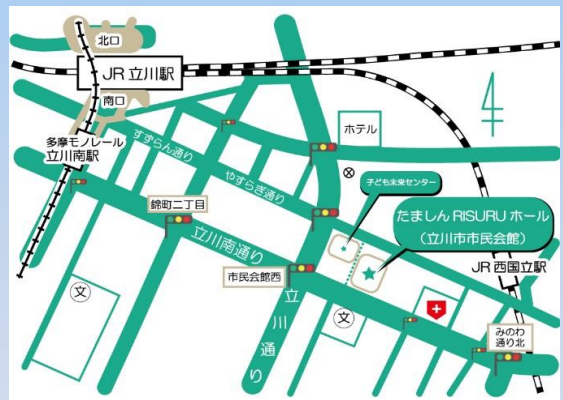 北口
JR 立川駅
南口
多摩モノレール
立川南駅
すずらん通り
ホテル
やすらぎ通り
子ども未来センター
錦町二丁目
立川南通り
たましん RISURU ホール
(立川市市民会館)
JR 西国立駅
市民会館西
立川通り
文
文
みのわ
通り北